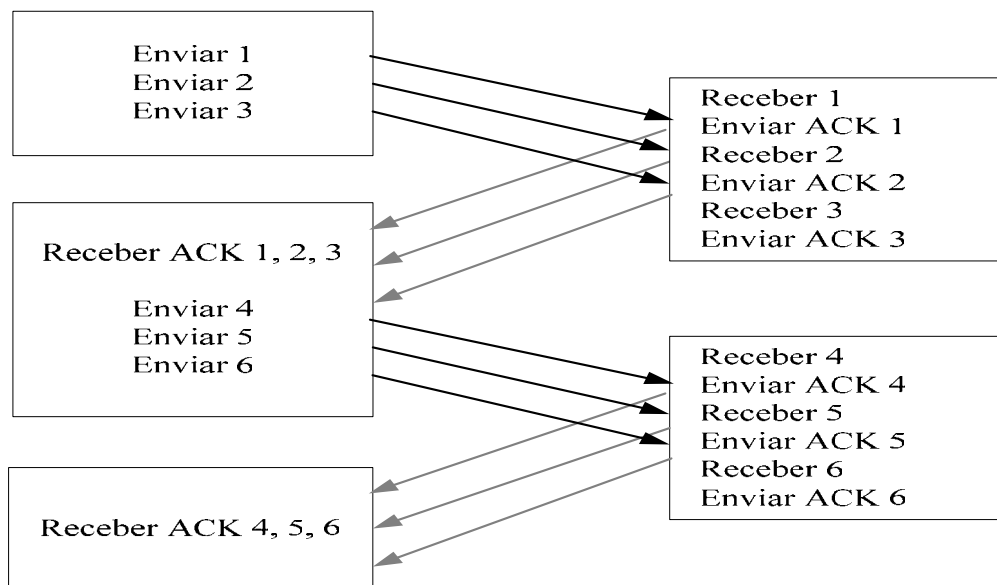 Enviar 1
Enviar 2
Enviar 3
Receber 1
Enviar ACK 1
Receber 2
Enviar ACK 2
Receber 3
Enviar ACK 3
Receber ACK 1, 2, 3
Enviar 4
Enviar 5
Enviar 6
Receber 4
Enviar ACK 4
Receber 5
Enviar ACK 5
Receber 6
Enviar ACK 6
Receber ACK 4, 5, 6